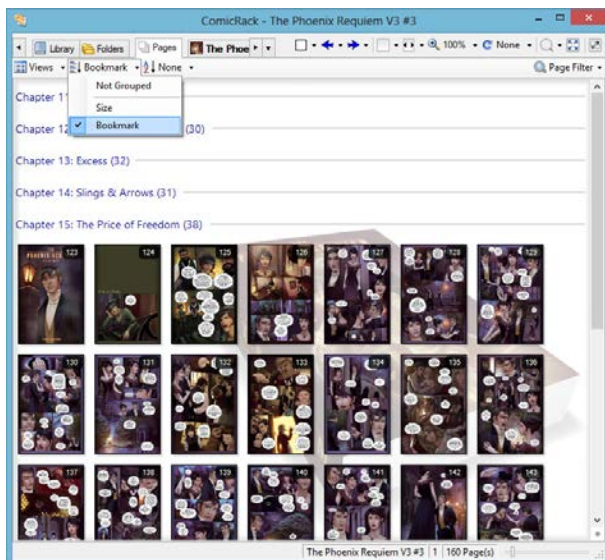 ComicRack - The Phoenix Requiem V3 #3
Library Folders Pages The Phoe 100% None
Views Bookmark None Page Filter
Not Grouped
Size
Bookmark
Chapter 11
Chapter 12 (30)
Chapter 13: Excess (32)
Chapter 14: Slings & Arrows (31)
Chapter 15: The Price of Freedom (38)
123 124 125 126 127 128 129
130 131 132 133 134 135 136
137 138 139 140 141 142 143
The Phoenix Requiem V3 #3 1 160 Page(s)